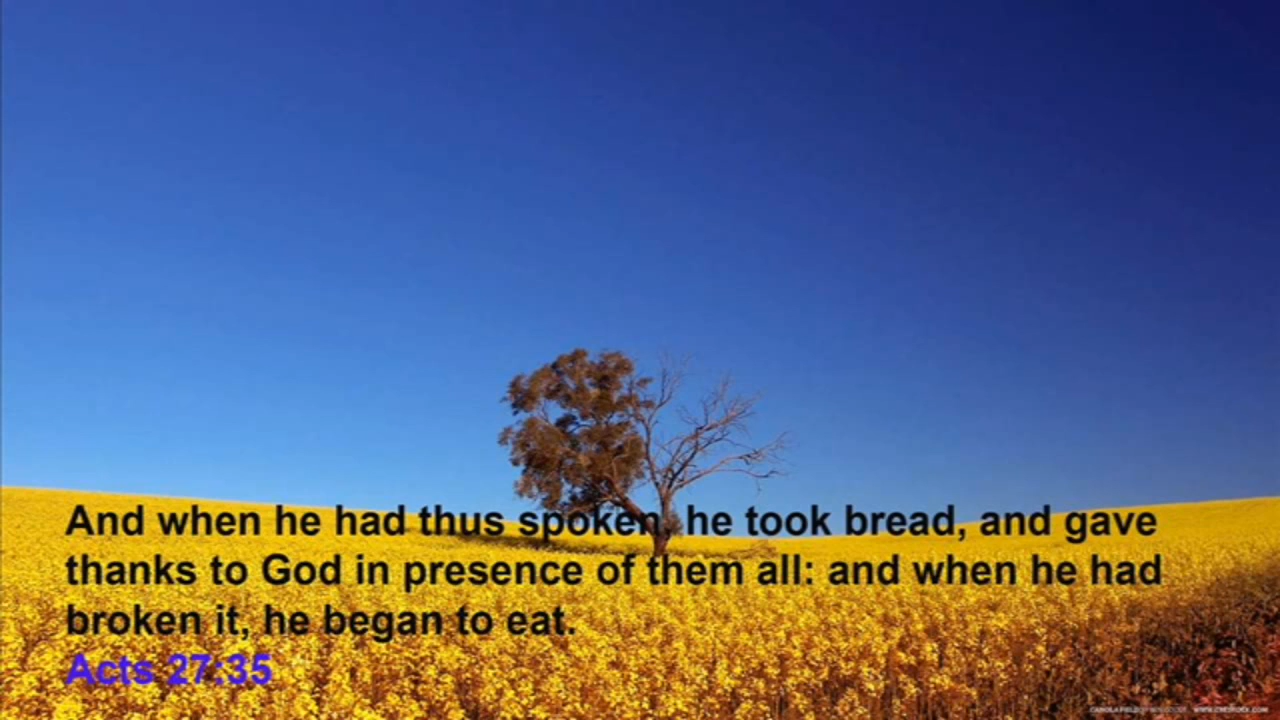 And when he had thus spoken, he took bread, and gave
thanks to God in presence of them all: and when he had
broken it, he began to eat.
Acts 27:35